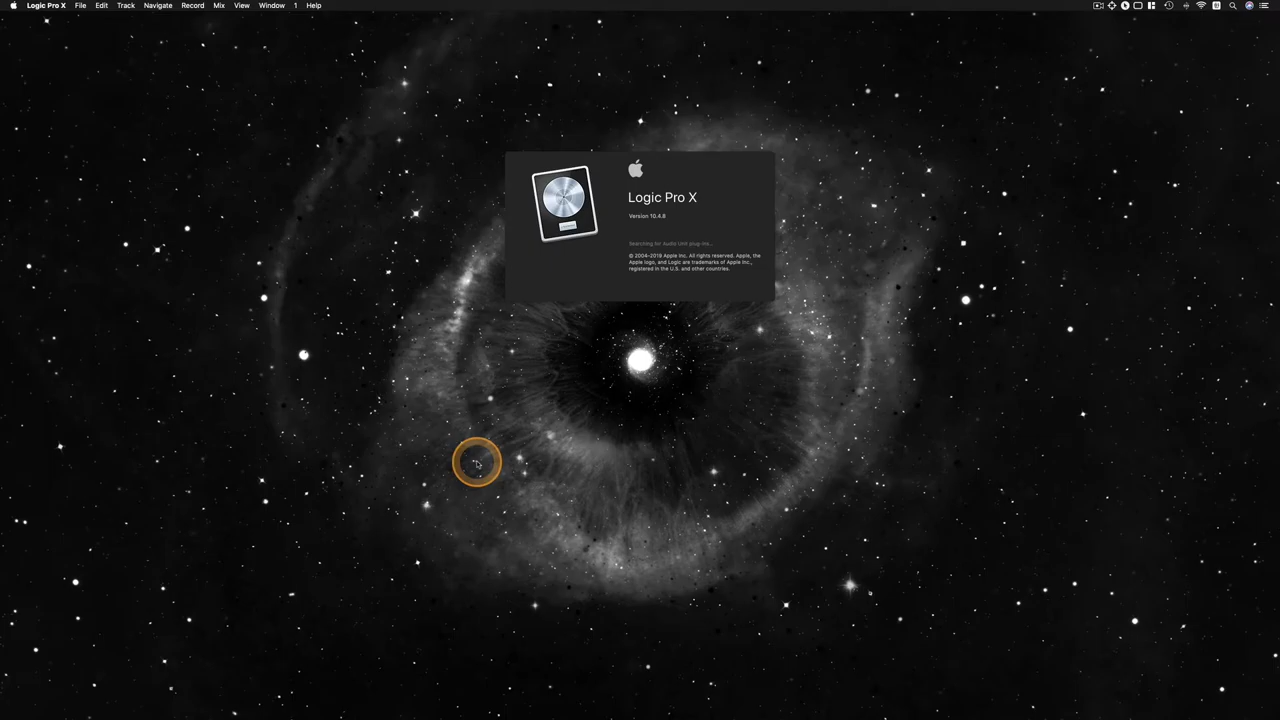 Logic Pro X File Edit Track Navigate Record Mix View Window 1 Help
Logic Pro X
Version 10.4.8
Searching for Audio Unit plug-ins...
© 2004–2019 Apple Inc. All rights reserved. Apple, the
Apple logo, and Logic are trademarks of Apple Inc.,
registered in the U.S. and other countries.